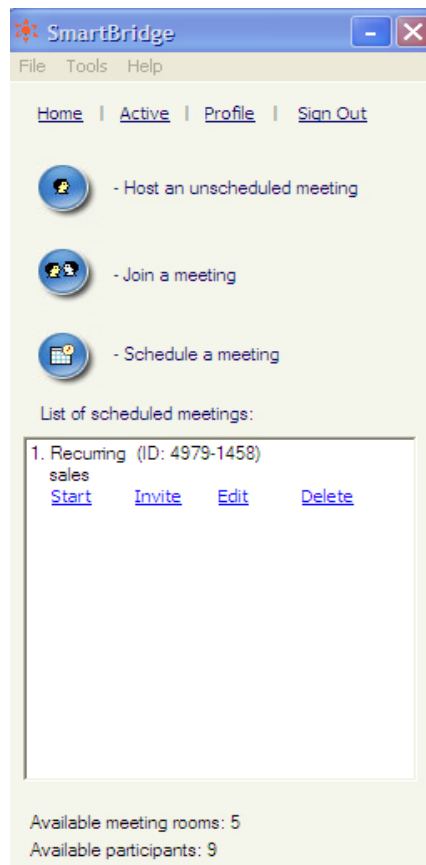 SmartBridge
File Tools Help
Home | Active | Profile | Sign Out
- Host an unscheduled meeting
- Join a meeting
- Schedule a meeting
List of scheduled meetings:
1. Recurring (ID: 4979-1458)
sales
Start Invite Edit Delete
Available meeting rooms: 5
Available participants: 9